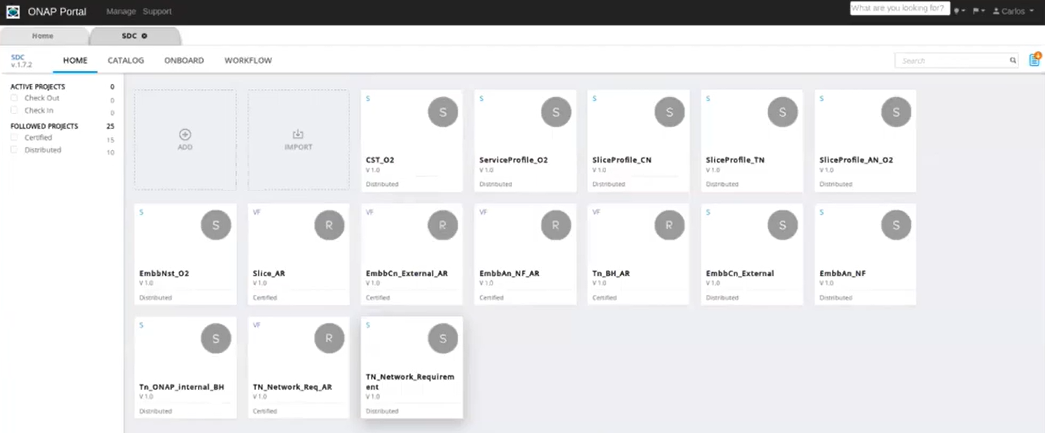 ONAP Portal Manage Support What are you looking for? Carlos
Home SDC
SDC
v.1.7.2
HOME CATALOG ONBOARD WORKFLOW Search
ACTIVE PROJECTS 0
Check Out 0
Check In 0
FOLLOWED PROJECTS 25
Certified 15
Distributed 10
ADD
IMPORT
S
S
CST_O2
V 1.0
Distributed
S
S
ServiceProfile_O2
V 1.0
Distributed
S
S
SliceProfile_CN
V 1.0
Distributed
S
S
SliceProfile_TN
V 1.0
Distributed
S
S
SliceProfile_AN_O2
V 1.0
Distributed
S
S
EmbbNst_O2
V 1.0
Distributed
VF
R
Slice_AR
V 1.0
Certified
VF
R
EmbbCn_External_AR
V 1.0
Certified
VF
R
EmbbAn_NF_AR
V 1.0
Certified
VF
R
Tn_BH_AR
V 1.0
Certified
S
S
EmbbCn_External
V 1.0
Distributed
S
S
EmbbAn_NF
V 1.0
Distributed
S
S
Tn_ONAP_internal_BH
V 1.0
Distributed
VF
R
TN_Network_Req_AR
V 1.0
Certified
S
S
TN_Network_Requirem
ent
V 1.0
Distributed